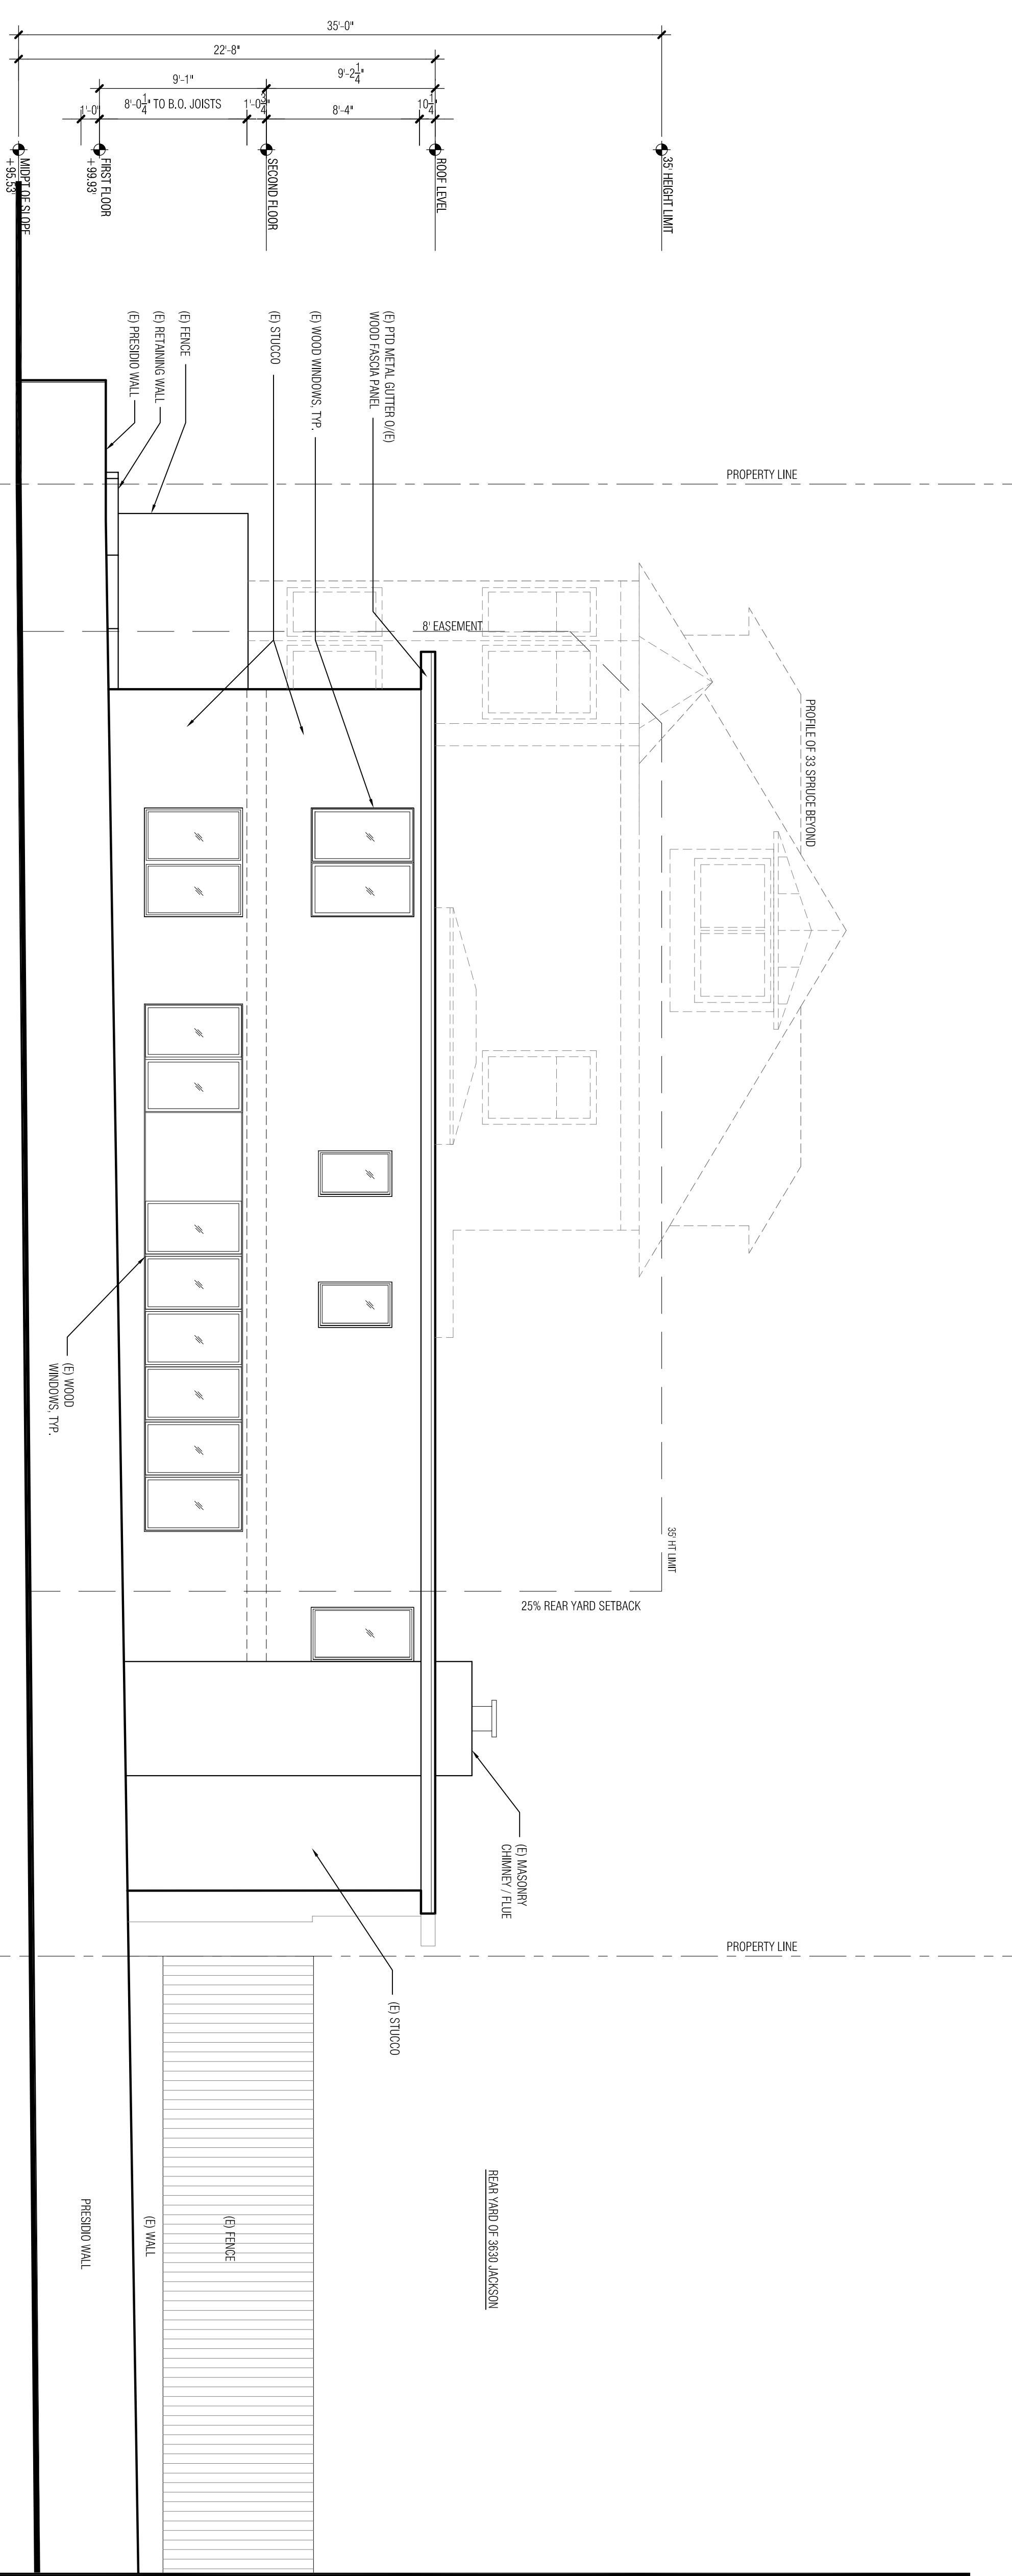 35'-0"
22'-8"
9'-1"
9'-2 1/4"
1'-0"
8'-0 1/4" TO B.O. JOISTS
1'-0 3/4"
8'-4"
10 1/4"
MIDPT OF SLOPE
+95.53'
FIRST FLOOR
+99.93'
SECOND FLOOR
ROOF LEVEL
35' HEIGHT LIMIT
(E) PTD METAL GUTTER O/(E)
WOOD FASCIA PANEL
(E) WOOD WINDOWS, TYP.
(E) STUCCO
(E) FENCE
(E) RETAINING WALL
(E) PRESIDIO WALL
PROPERTY LINE
8' EASEMENT
PROFILE OF 33 SPRUCE BEYOND
(E) WOOD
WINDOWS, TYP.
35' HT LIMIT
25% REAR YARD SETBACK
(E) MASONRY
CHIMNEY / FLUE
PROPERTY LINE
(E) STUCCO
REAR YARD OF 3630 JACKSON
(E) FENCE
(E) WALL
PRESIDIO WALL